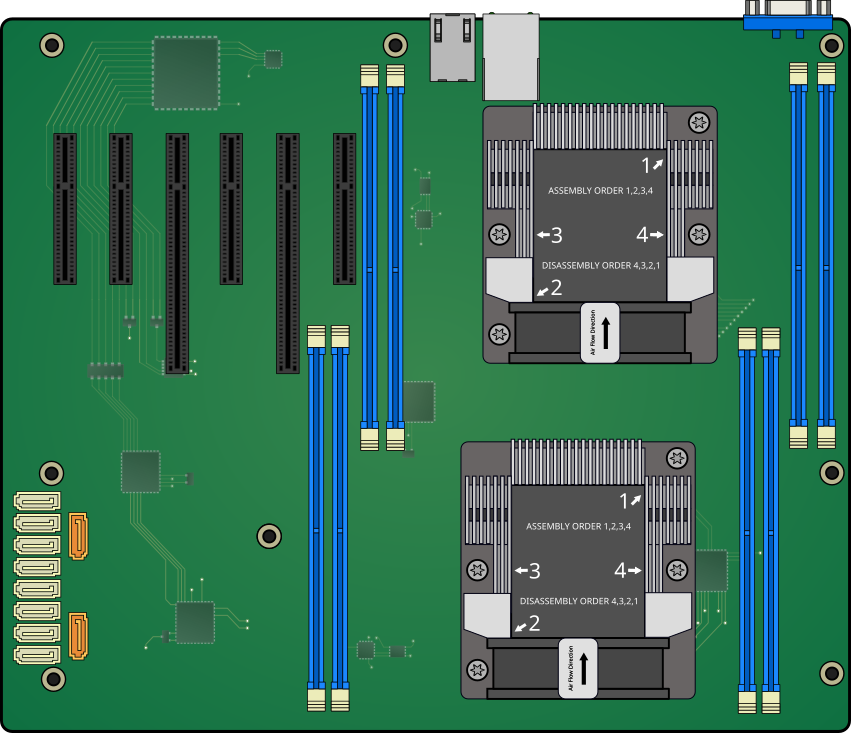 1
ASSEMBLY ORDER 1,2,3,4
3 4
DISASSEMBLY ORDER 4,3,2,1
2
Air Flow Direction
1
ASSEMBLY ORDER 1,2,3,4
3 4
DISASSEMBLY ORDER 4,3,2,1
2
Air Flow Direction